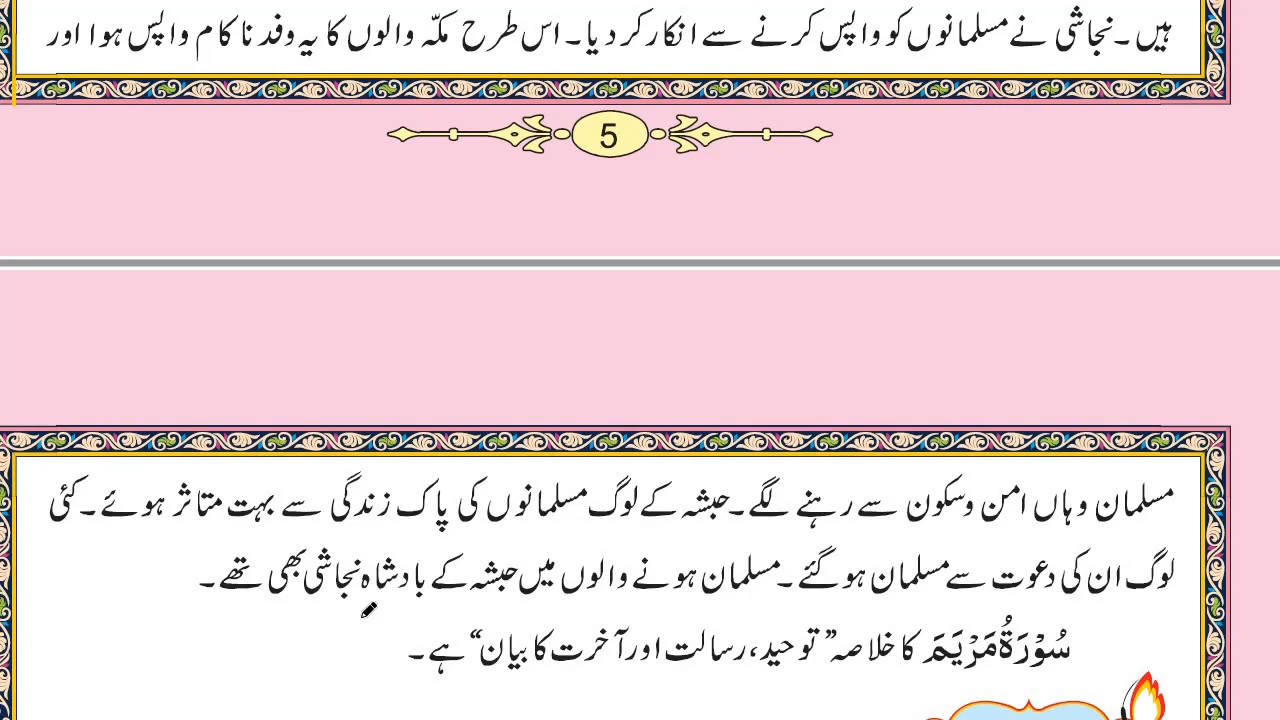 ہیں۔ نجاشی نے مسلمانوں کو واپس کرنے سے انکار کر دیا۔ اس طرح مکّہ والوں کا یہ وفد ناکام واپس ہوا اور
5
مسلمان وہاں امن وسکون سے رہنے لگے۔ حبشہ کے لوگ مسلمانوں کی پاک زندگی سے بہت متاثر ہوئے۔ کئی
لوگ ان کی دعوت سے مسلمان ہوگئے۔ مسلمان ہونے والوں میں حبشہ کے بادشاہ نجاشی بھی تھے۔
سُوْرَةُ مَرْيَمَ کا خلاصہ ”توحید، رسالت اور آخرت کا بیان“ ہے۔